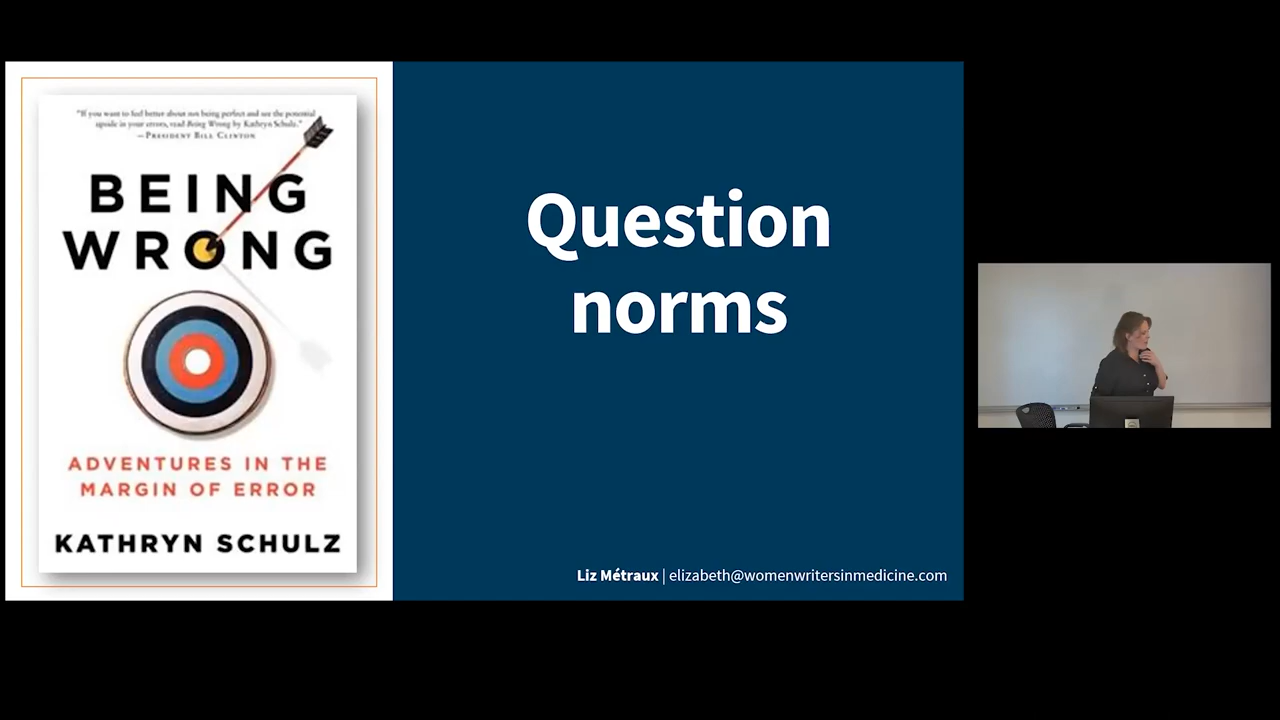 "If you want to feel better about not being perfect and see the potential
upside in your errors, read Being Wrong by Kathryn Schulz."
—PRESIDENT BILL CLINTON
BEING
WRONG
ADVENTURES IN THE
MARGIN OF ERROR
KATHRYN SCHULZ
Question
norms
Liz Métraux | elizabeth@womenwritersinmedicine.com